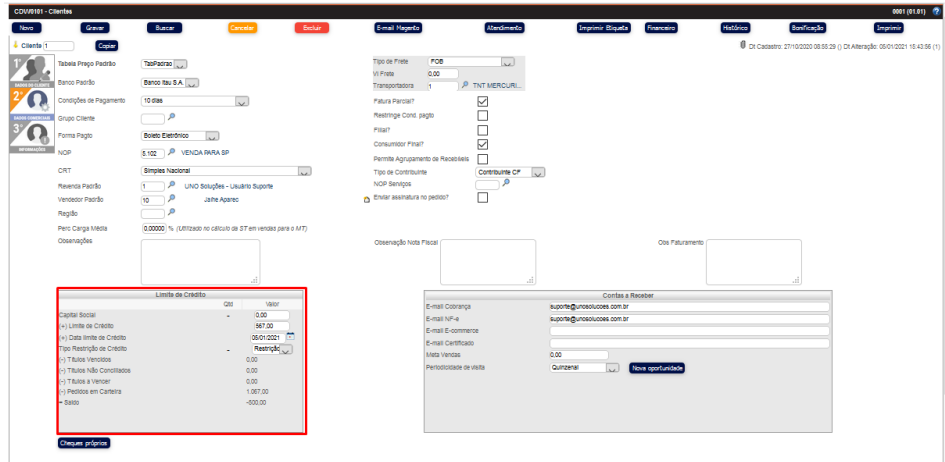 CDVV0101 - Clientes 0001 (01.01) ?
Novo Gravar Buscar Cancelar Excluir E-mail Magento Atendimento Imprimir Etiqueta Financeiro Histórico Bonificação Imprimir
Cliente 1 Copiar Dt Cadastro: 27/10/2020 08:55:29 () Dt Alteração: 05/01/2021 15:43:56 (1)
1° DADOS DO CLIENTE
2° DADOS COMERCIAIS
3° INFORMAÇÕES
Tabela Preço Padrão TabPadrao
Banco Padrão Banco Itau S.A.
Condições de Pagamento 10 dias
Grupo Cliente
Forma Pagto Boleto Eletrônico
NOP 5.102 VENDA PARA SP
CRT Simples Nacional
Revenda Padrão 1 UNO Soluções - Usuário Suporte
Vendedor Padrão 10 Jaihe Aparec
Região
Perc Carga Média 0,00000 % (Utilizado no cálculo da ST em vendas para o MT)
Observações
Tipo de Frete FOB
Vl Frete 0,00
Transportadora 1 TNT MERCURI...
Fatura Parcial?
Restringe Cond. pagto
Filial?
Consumidor Final?
Permite Agrupamento de Recebíveis
Tipo de Contribuinte Contribuinte CF
NOP Serviços
Enviar assinatura no pedido?
Observação Nota Fiscal
Obs Faturamento
Limite de Crédito
Qtd Valor
Capital Social - 0,00
(+) Limite de Crédito 567,00
(+) Data limite de Crédito 05/01/2021
Tipo Restrição de Crédito - Restrição
(-) Títulos Vencidos 0,00
(-) Títulos Não Conciliados 0,00
(-) Títulos a Vencer 0,00
(-) Pedidos em Carteira 1.067,00
= Saldo -500,00
Contas a Receber
E-mail Cobrança suporte@unosolucoes.com.br
E-mail NF-e suporte@unosolucoes.com.br
E-mail E-commerce
E-mail Certificado
Meta Vendas 0,00
Periodicidade de visita Quinzenal Nova oportunidade
Cheques próprios